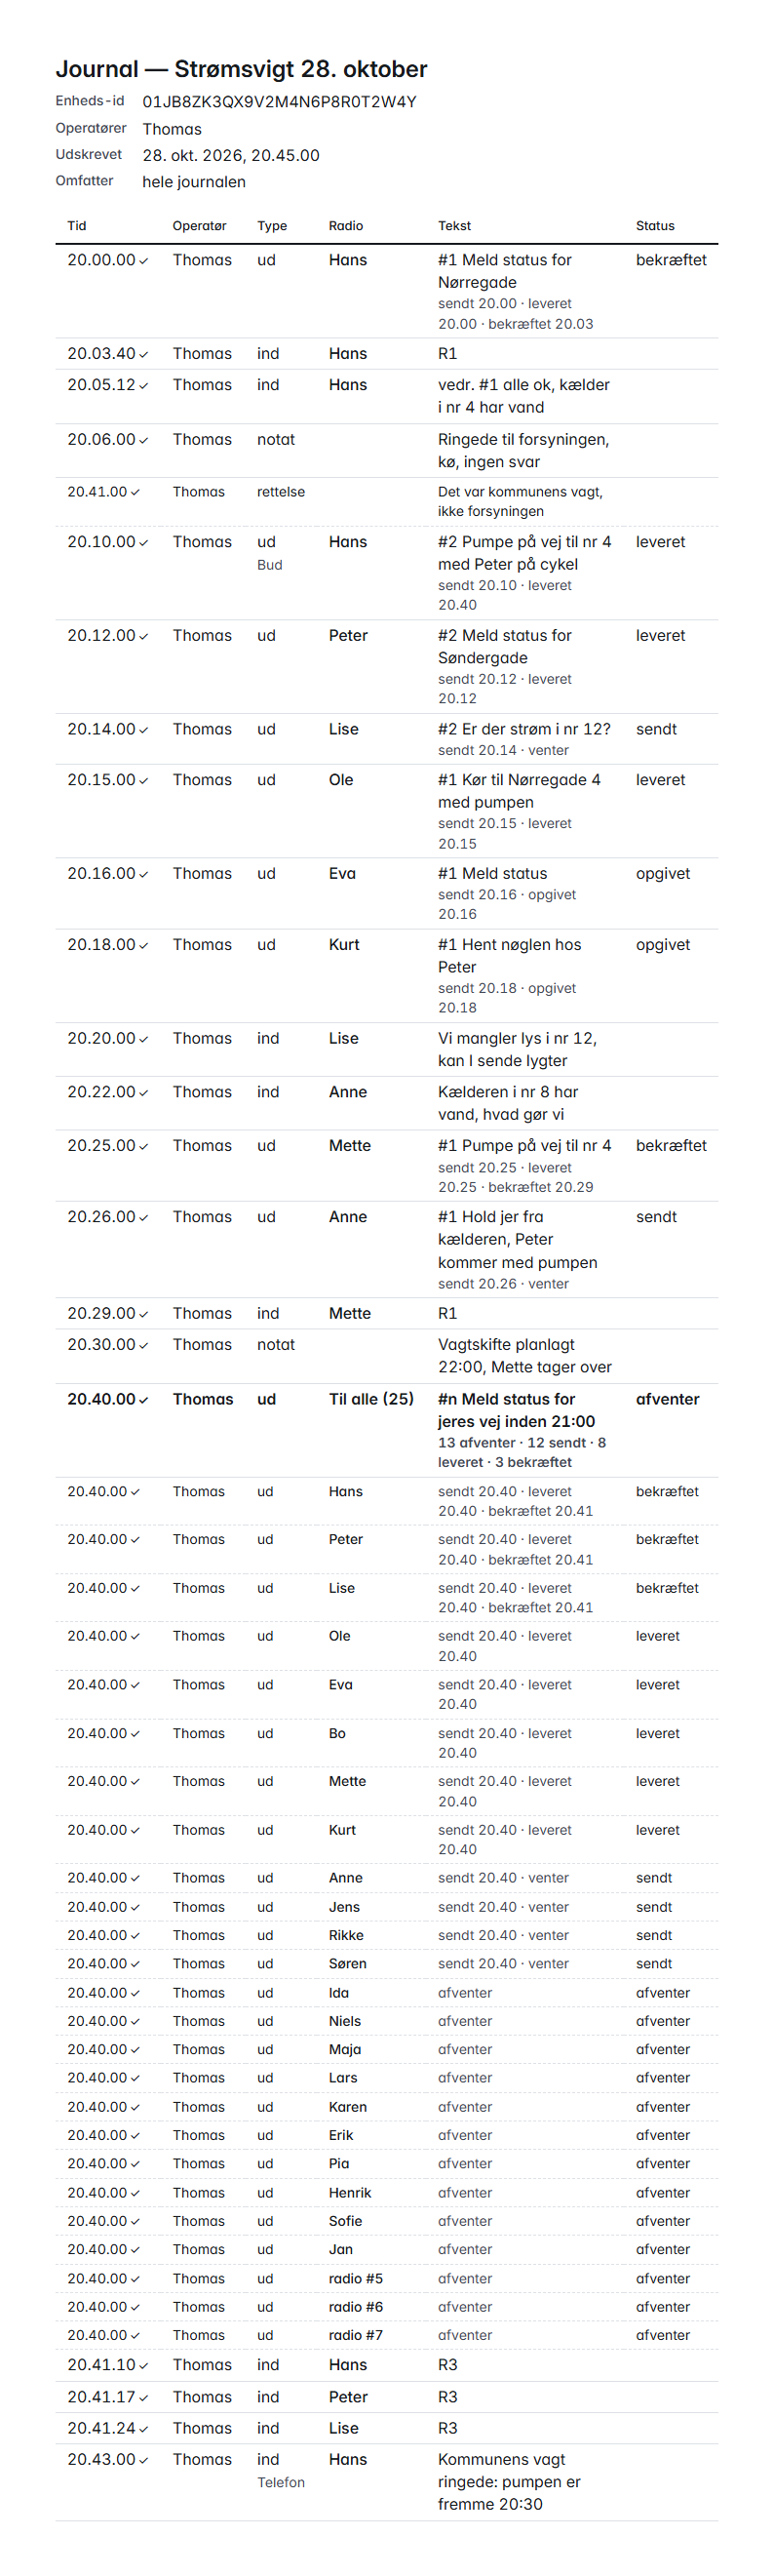 Journal — Strømsvigt 28. oktober
Enheds-id 01JB8ZK3QX9V2M4N6P8R0T2W4Y
Operatører Thomas
Udskrevet 28. okt. 2026, 20.45.00
Omfatter hele journalen
Tid Operatør Type Radio Tekst Status
20.00.00 ✓ Thomas ud Hans #1 Meld status for bekræftet
Nørregade
sendt 20.00 · leveret
20.00 · bekræftet 20.03
20.03.40 ✓ Thomas ind Hans R1
20.05.12 ✓ Thomas ind Hans vedr. #1 alle ok, kælder
i nr 4 har vand
20.06.00 ✓ Thomas notat Ringede til forsyningen,
kø, ingen svar
20.41.00 ✓ Thomas rettelse Det var kommunens vagt,
ikke forsyningen
20.10.00 ✓ Thomas ud Hans #2 Pumpe på vej til nr 4 leveret
Bud med Peter på cykel
sendt 20.10 · leveret
20.40
20.12.00 ✓ Thomas ud Peter #2 Meld status for leveret
Søndergade
sendt 20.12 · leveret
20.12
20.14.00 ✓ Thomas ud Lise #2 Er der strøm i nr 12? sendt
sendt 20.14 · venter
20.15.00 ✓ Thomas ud Ole #1 Kør til Nørregade 4 leveret
med pumpen
sendt 20.15 · leveret
20.15
20.16.00 ✓ Thomas ud Eva #1 Meld status opgivet
sendt 20.16 · opgivet
20.16
20.18.00 ✓ Thomas ud Kurt #1 Hent nøglen hos opgivet
Peter
sendt 20.18 · opgivet
20.18
20.20.00 ✓ Thomas ind Lise Vi mangler lys i nr 12,
kan I sende lygter
20.22.00 ✓ Thomas ind Anne Kælderen i nr 8 har
vand, hvad gør vi
20.25.00 ✓ Thomas ud Mette #1 Pumpe på vej til nr 4 bekræftet
sendt 20.25 · leveret
20.25 · bekræftet 20.29
20.26.00 ✓ Thomas ud Anne #1 Hold jer fra sendt
kælderen, Peter
kommer med pumpen
sendt 20.26 · venter
20.29.00 ✓ Thomas ind Mette R1
20.30.00 ✓ Thomas notat Vagtskifte planlagt
22:00, Mette tager over
20.40.00 ✓ Thomas ud Til alle (25) #n Meld status for afventer
jeres vej inden 21:00
13 afventer · 12 sendt · 8
leveret · 3 bekræftet
20.40.00 ✓ Thomas ud Hans sendt 20.40 · leveret bekræftet
20.40 · bekræftet 20.41
20.40.00 ✓ Thomas ud Peter sendt 20.40 · leveret bekræftet
20.40 · bekræftet 20.41
20.40.00 ✓ Thomas ud Lise sendt 20.40 · leveret bekræftet
20.40 · bekræftet 20.41
20.40.00 ✓ Thomas ud Ole sendt 20.40 · leveret leveret
20.40
20.40.00 ✓ Thomas ud Eva sendt 20.40 · leveret leveret
20.40
20.40.00 ✓ Thomas ud Bo sendt 20.40 · leveret leveret
20.40
20.40.00 ✓ Thomas ud Mette sendt 20.40 · leveret leveret
20.40
20.40.00 ✓ Thomas ud Kurt sendt 20.40 · leveret leveret
20.40
20.40.00 ✓ Thomas ud Anne sendt 20.40 · venter sendt
20.40.00 ✓ Thomas ud Jens sendt 20.40 · venter sendt
20.40.00 ✓ Thomas ud Rikke sendt 20.40 · venter sendt
20.40.00 ✓ Thomas ud Søren sendt 20.40 · venter sendt
20.40.00 ✓ Thomas ud Ida afventer afventer
20.40.00 ✓ Thomas ud Niels afventer afventer
20.40.00 ✓ Thomas ud Maja afventer afventer
20.40.00 ✓ Thomas ud Lars afventer afventer
20.40.00 ✓ Thomas ud Karen afventer afventer
20.40.00 ✓ Thomas ud Erik afventer afventer
20.40.00 ✓ Thomas ud Pia afventer afventer
20.40.00 ✓ Thomas ud Henrik afventer afventer
20.40.00 ✓ Thomas ud Sofie afventer afventer
20.40.00 ✓ Thomas ud Jan afventer afventer
20.40.00 ✓ Thomas ud radio #5 afventer afventer
20.40.00 ✓ Thomas ud radio #6 afventer afventer
20.40.00 ✓ Thomas ud radio #7 afventer afventer
20.41.10 ✓ Thomas ind Hans R3
20.41.17 ✓ Thomas ind Peter R3
20.41.24 ✓ Thomas ind Lise R3
20.43.00 ✓ Thomas ind Hans Kommunens vagt
Telefon ringede: pumpen er
fremme 20:30